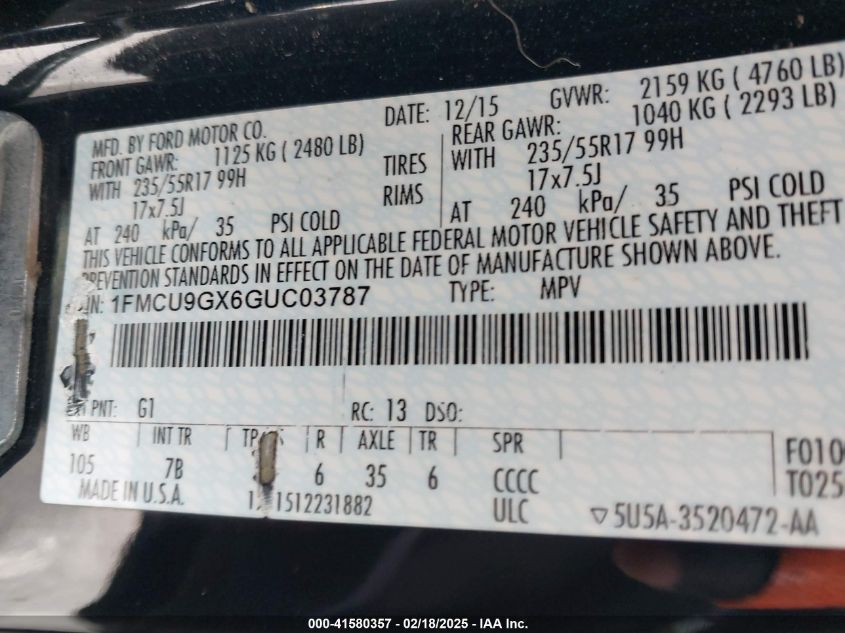 MFD. BY FORD MOTOR CO. DATE: 12/15 GVWR: 2159 KG ( 4760 LB)
FRONT GAWR: 1125 KG ( 2480 LB) REAR GAWR: 1040 KG ( 2293 LB)
WITH 235/55R17 99H TIRES WITH 235/55R17 99H
17x7.5J RIMS 17x7.5J
AT 240 kPa/ 35 PSI COLD AT 240 kPa/ 35 PSI COLD
THIS VEHICLE CONFORMS TO ALL APPLICABLE FEDERAL MOTOR VEHICLE SAFETY AND THEFT
PREVENTION STANDARDS IN EFFECT ON THE DATE OF MANUFACTURE SHOWN ABOVE.
1FMCU9GX6GUC03787 TYPE: MPV
PNT: G1 RC: 13 DSO:
WB INT TR R AXLE TR SPR
105 7B 6 35 6 CCCC
F010
T025
MADE IN U.S.A. 1512231882 ULC ▽5U5A-3520472-AA
000-41580357 - 02/18/2025 - IAA Inc.